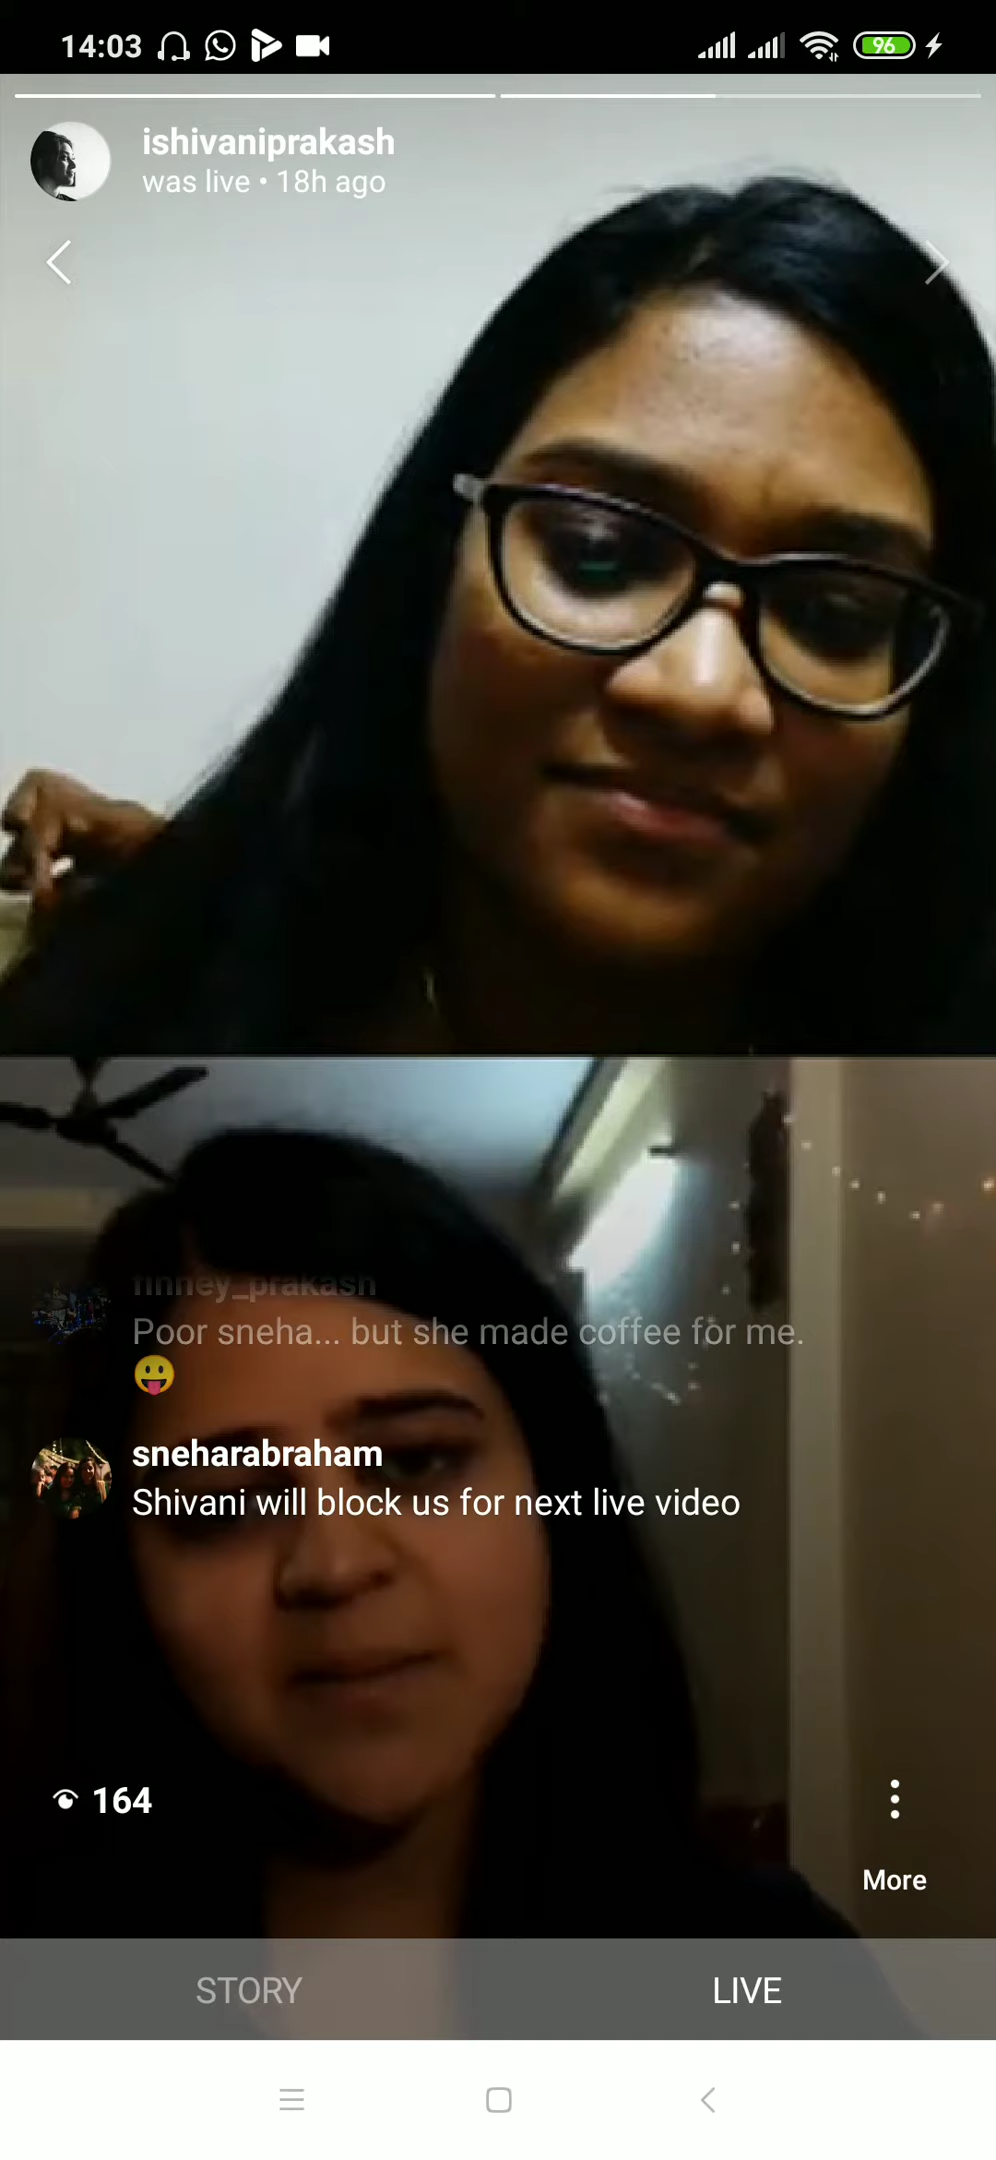 14:03
96
ishivaniprakash
was live • 18h ago
finney_prakash
Poor sneha... but she made coffee for me.
😛
sneharabraham
Shivani will block us for next live video
164
More
STORY
LIVE